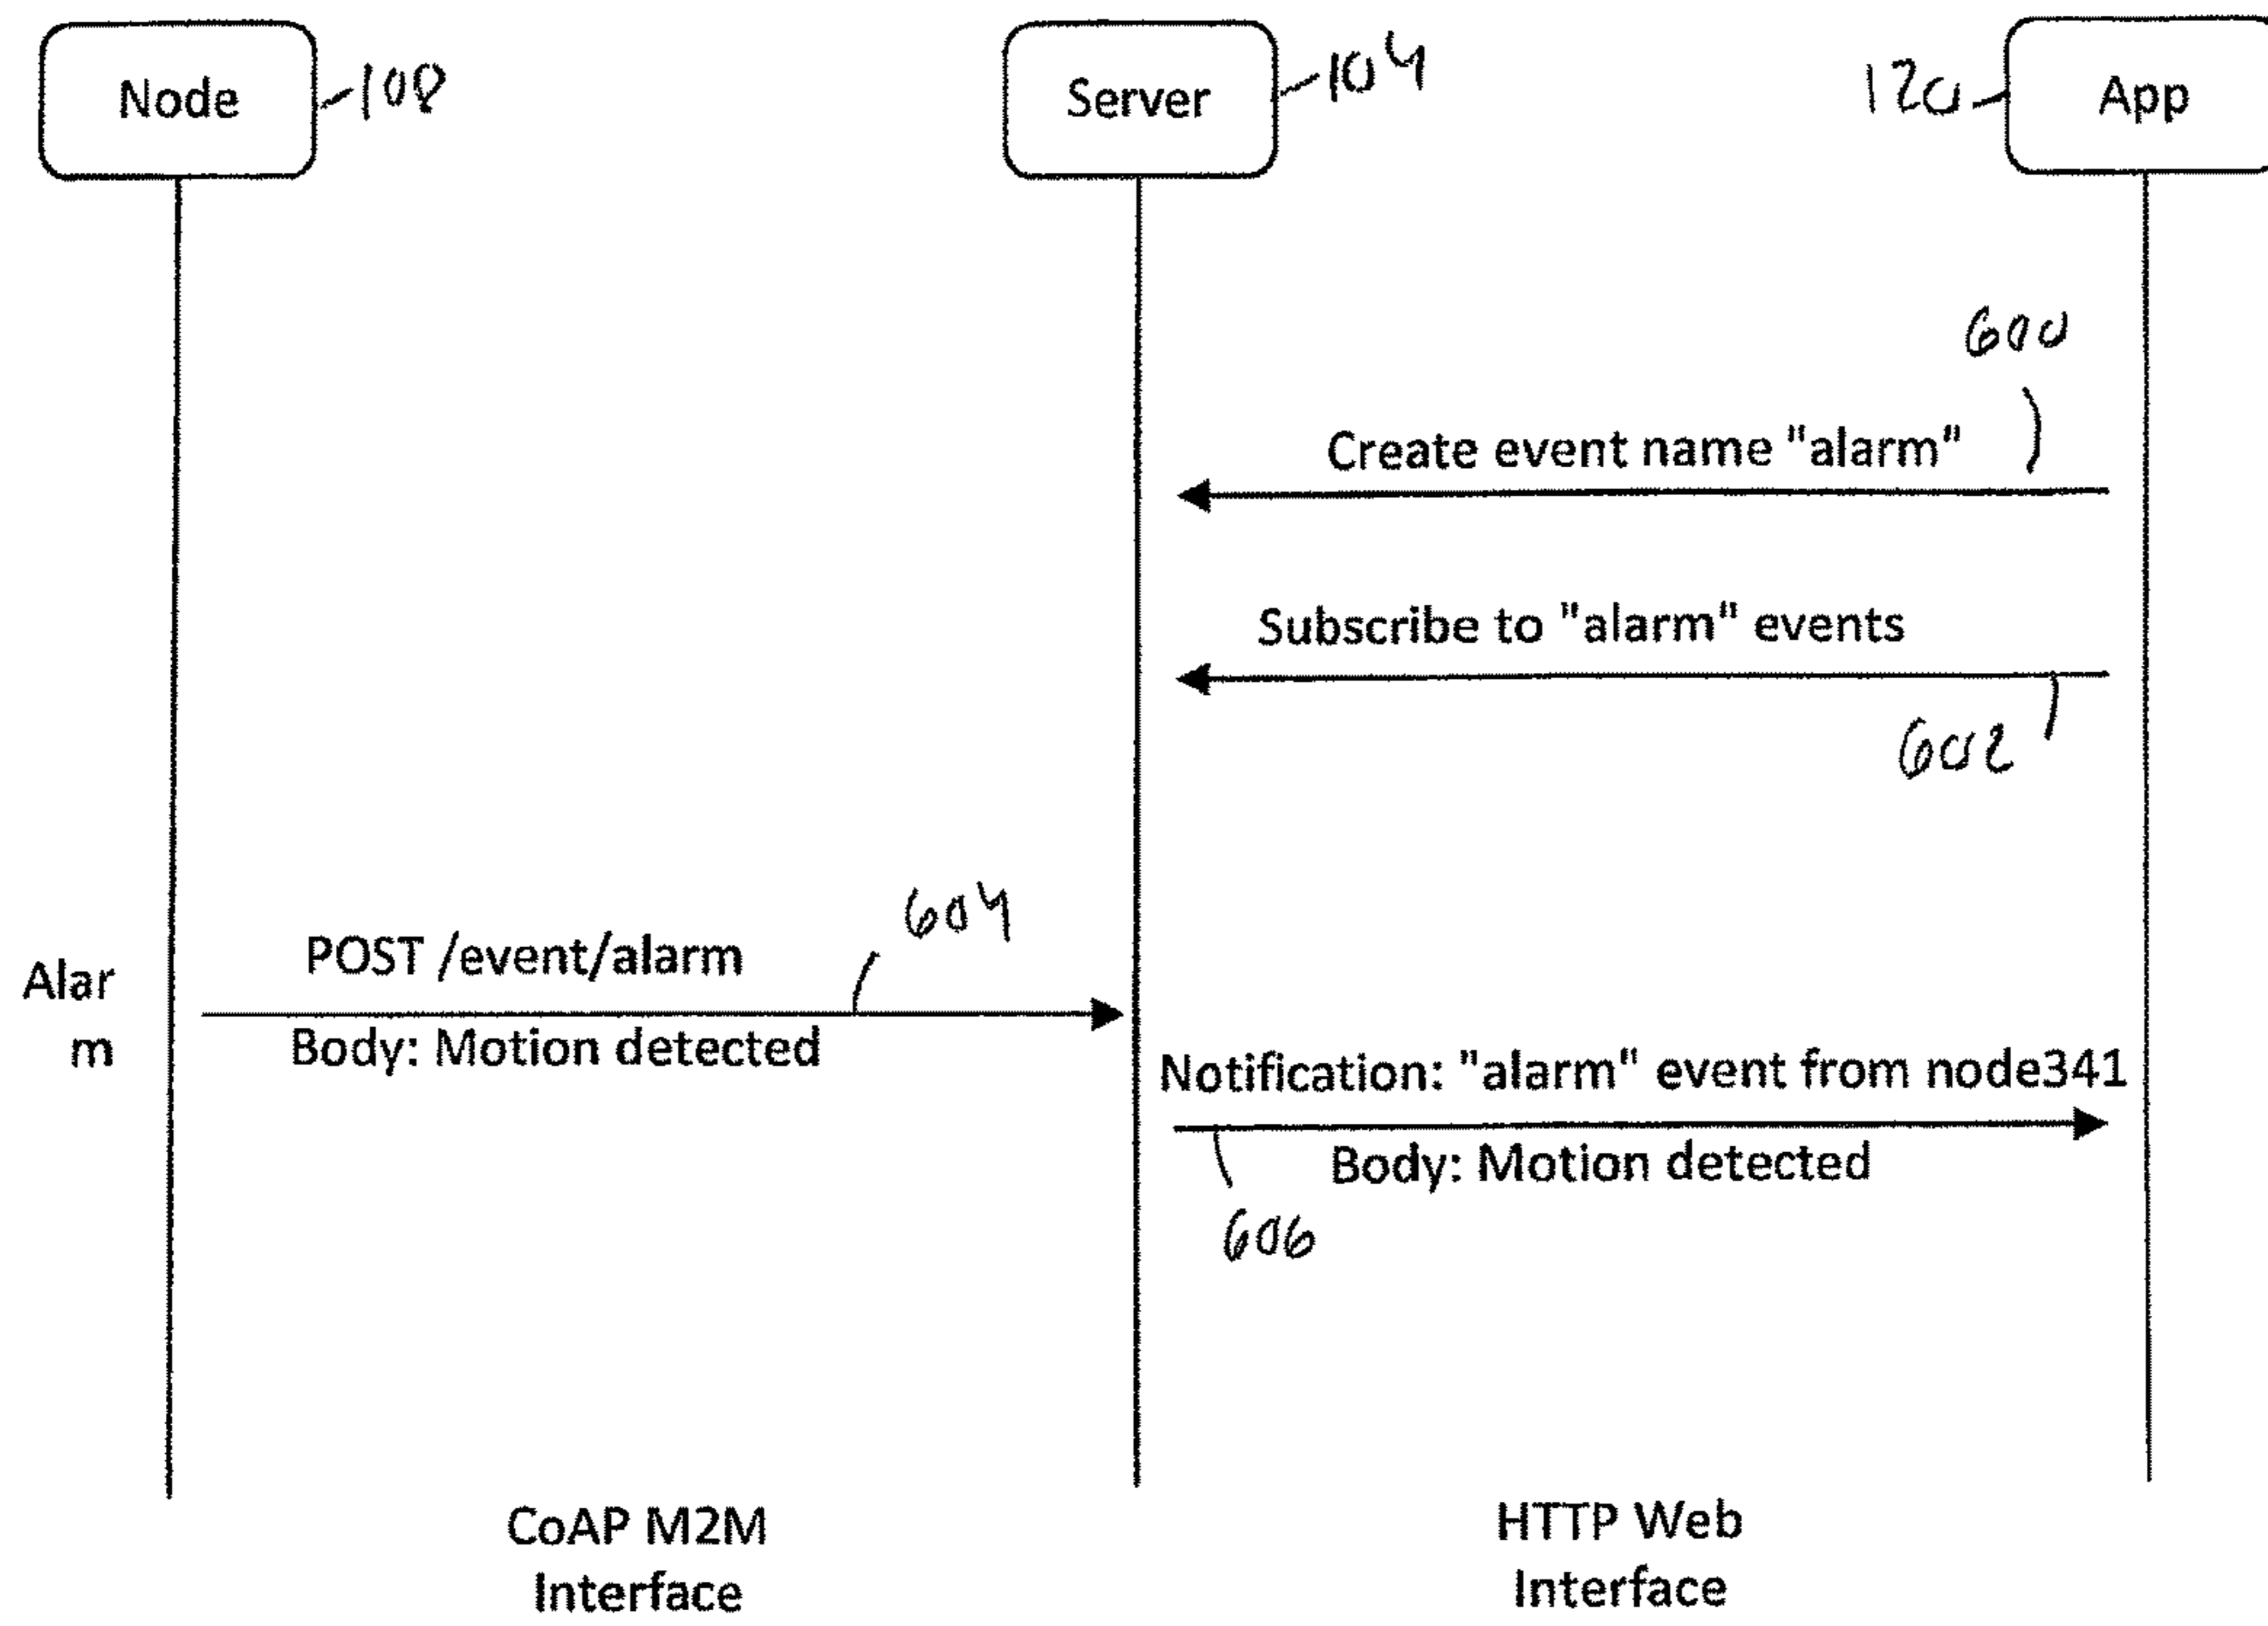 Node
108
Server
104
120
App
600
Create event name "alarm"
Subscribe to "alarm" events
602
604
POST /event/alarm
Alar
m
Body: Motion detected
Notification: "alarm" event from node341
Body: Motion detected
606
CoAP M2M
Interface
HTTP Web
Interface